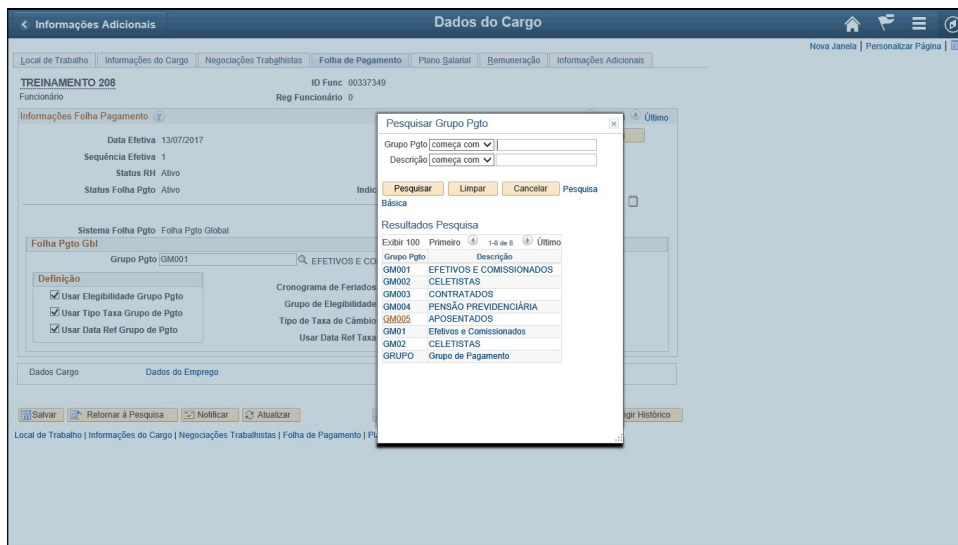 Informações Adicionais
Dados do Cargo
Nova Janela | Personalizar Página |
Local de Trabalho Informações do Cargo Negociações Trabalhistas Folha de Pagamento Plano Salarial Remuneração Informações Adicionais
TREINAMENTO 208 ID Func 00337349
Funcionário Reg Funcionário 0
Informações Folha Pagamento Último
Data Efetiva 13/07/2017
Sequência Efetiva 1
Status RH Ativo
Status Folha Pgto Ativo Indic
Sistema Folha Pgto Folha Pgto Global
Folha Pgto Gbl
Grupo Pgto GM001 EFETIVOS E CO
Definição
Usar Elegibilidade Grupo Pgto
Usar Tipo Taxa Grupo de Pgto
Usar Data Ref Grupo de Pgto
Cronograma de Feriados
Grupo de Elegibilidade
Tipo de Taxa de Câmbio
Usar Data Ref Taxa
Dados Cargo Dados do Emprego
Salvar Retornar à Pesquisa Notificar Atualizar igir Histórico
Local de Trabalho | Informações do Cargo | Negociações Trabalhistas | Folha de Pagamento | Pl
Pesquisar Grupo Pgto
Grupo Pgto começa com
Descrição começa com
Pesquisar Limpar Cancelar Pesquisa
Básica
Resultados Pesquisa
Exibir 100 Primeiro 1-8 de 8 Último
Grupo Pgto Descrição
GM001 EFETIVOS E COMISSIONADOS
GM002 CELETISTAS
GM003 CONTRATADOS
GM004 PENSÃO PREVIDENCIÁRIA
GM005 APOSENTADOS
GM01 Efetivos e Comissionados
GM02 CELETISTAS
GRUPO Grupo de Pagamento